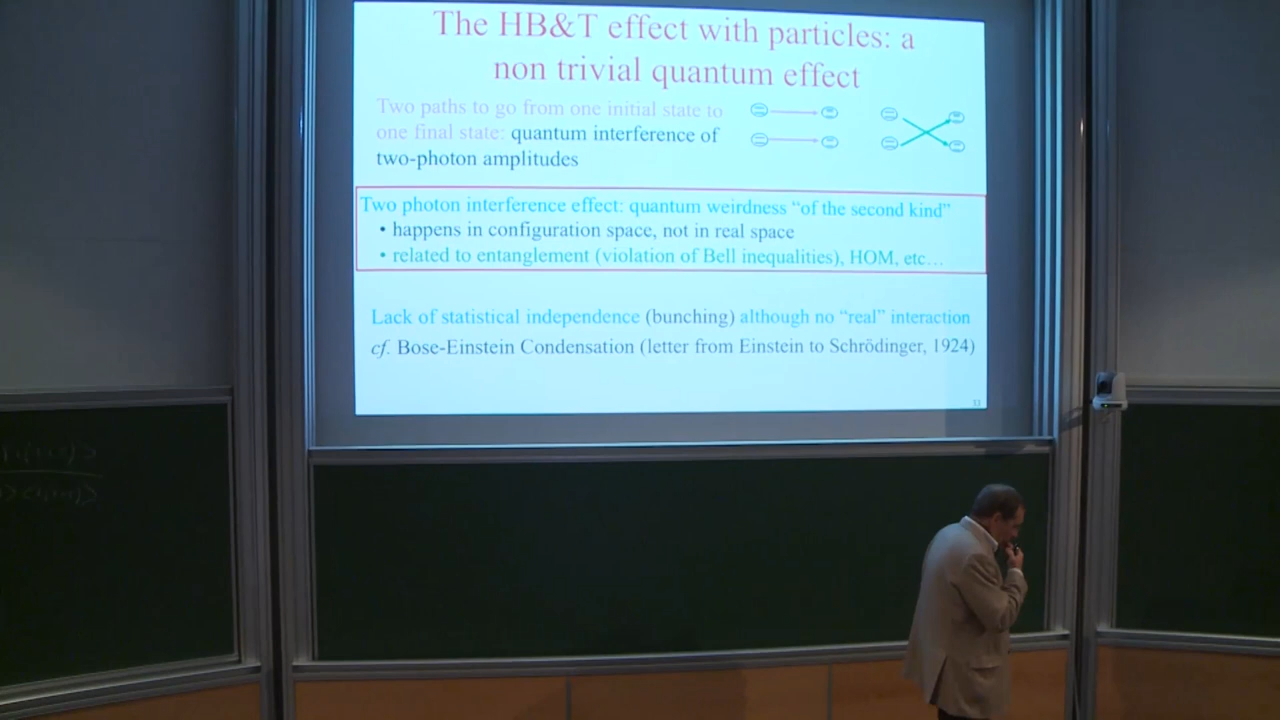 The HB&T effect with particles: a
non trivial quantum effect
Two paths to go from one initial state to
one final state: quantum interference of
two-photon amplitudes
Two photon interference effect: quantum weirdness “of the second kind”
• happens in configuration space, not in real space
• related to entanglement (violation of Bell inequalities), HOM, etc…
Lack of statistical independence (bunching) although no “real” interaction
cf. Bose-Einstein Condensation (letter from Einstein to Schrödinger, 1924)